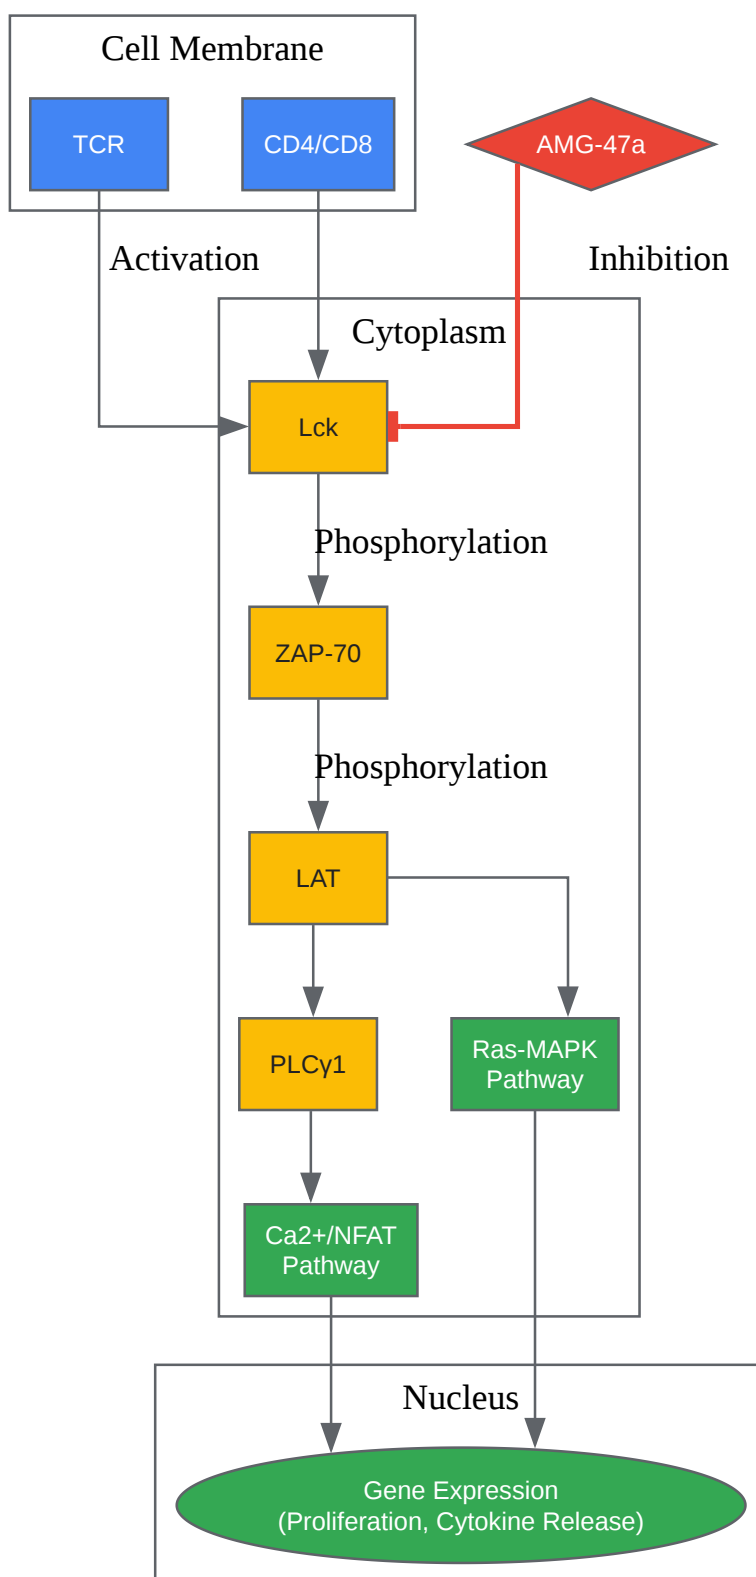 Cell Membrane
TCR
CD4/CD8
AMG-47a
Activation
Inhibition
Cytoplasm
Lck
Phosphorylation
ZAP-70
Phosphorylation
LAT
PLCγ1
Ras-MAPK
Pathway
Ca2+/NFAT
Pathway
Nucleus
Gene Expression
(Proliferation, Cytokine Release)